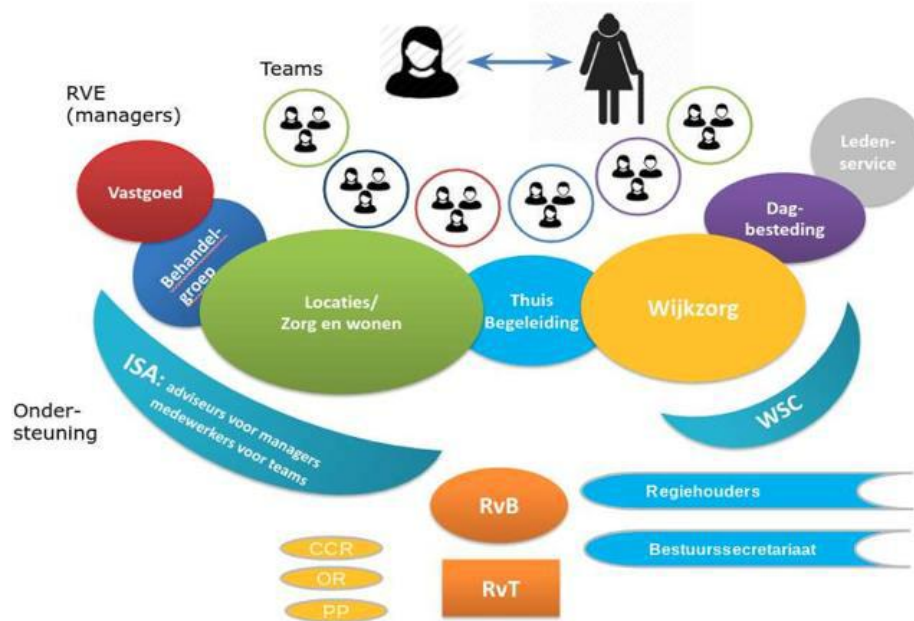 Teams
RVE
(managers)
Leden-
service
Vastgoed
Dag-
besteding
Behandel-
groep
Locaties/
Zorg en wonen
Thuis
Begeleiding
Wijkzorg
ISA: adviseurs voor managers
medewerkers voor teams
WSC
Onder-
steuning
RvB
Regiehouders
CCR
Bestuurssecretariaat
OR
RvT
PP